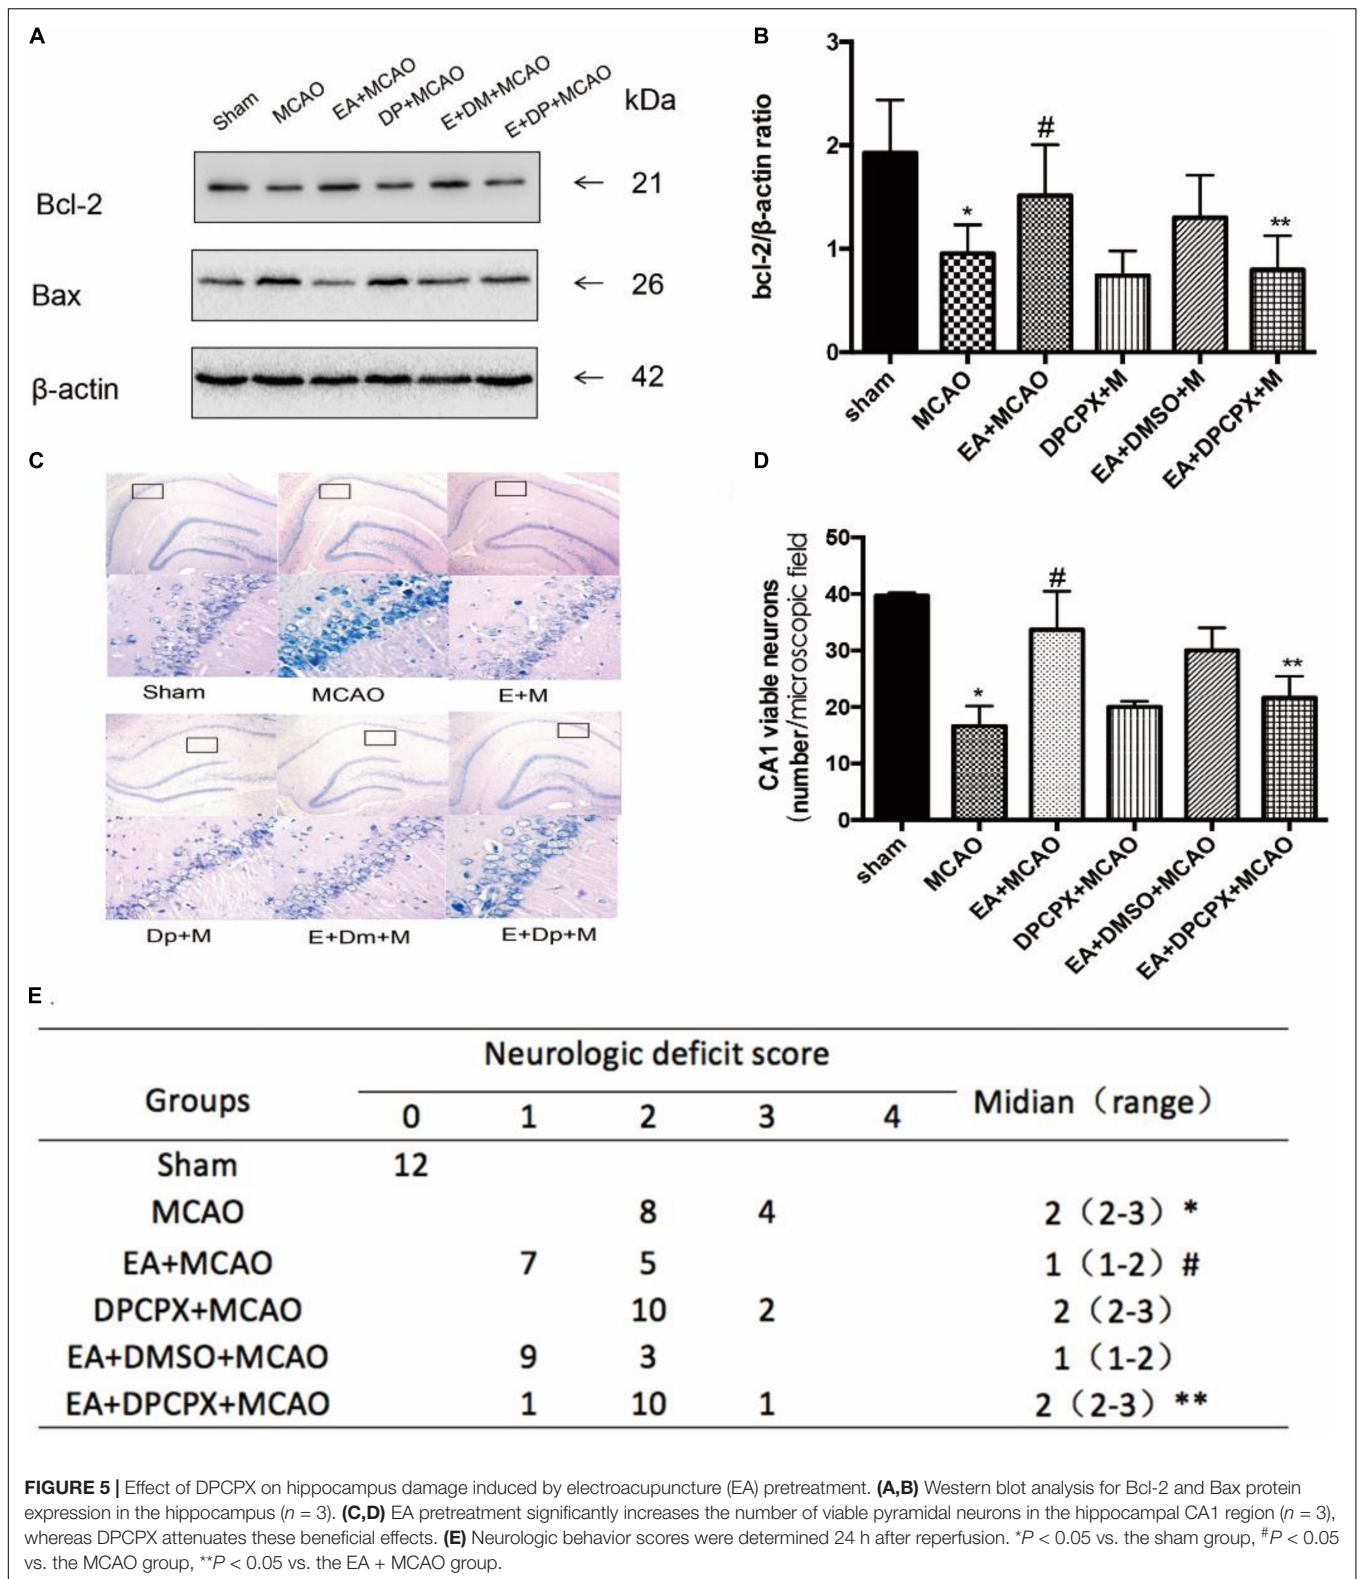 A
Sham
MCAO
EA+MCAO
DP+MCAO
E+DM+MCAO
E+DP+MCAO
kDa
Bcl-2
21
Bax
26
β-actin
42
B
bcl-2/β-actin ratio
3
2
1
0
*
#
**
sham
MCAO
EA+MCAO
DPCPX+M
EA+DMSO+M
EA+DPCPX+M
C
Sham
MCAO
E+M
Dp+M
E+Dm+M
E+Dp+M
D
CA1 viable neurons
(number/microscopic field
50
40
30
20
10
0
*
#
**
sham
MCAO
EA+MCAO
DPCPX+MCAO
EA+DMSO+MCAO
EA+DPCPX+MCAO
E
Neurologic deficit score
Groups
0 1 2 3 4
Midian（range）
Sham 12
MCAO 8 4 2（2-3）*
EA+MCAO 7 5 1（1-2）#
DPCPX+MCAO 10 2 2（2-3）
EA+DMSO+MCAO 9 3 1（1-2）
EA+DPCPX+MCAO 1 10 1 2（2-3）**
FIGURE 5 | Effect of DPCPX on hippocampus damage induced by electroacupuncture (EA) pretreatment. (A,B) Western blot analysis for Bcl-2 and Bax protein
expression in the hippocampus (n = 3). (C,D) EA pretreatment significantly increases the number of viable pyramidal neurons in the hippocampal CA1 region (n = 3),
whereas DPCPX attenuates these beneficial effects. (E) Neurologic behavior scores were determined 24 h after reperfusion. *P < 0.05 vs. the sham group, #P < 0.05
vs. the MCAO group, **P < 0.05 vs. the EA + MCAO group.